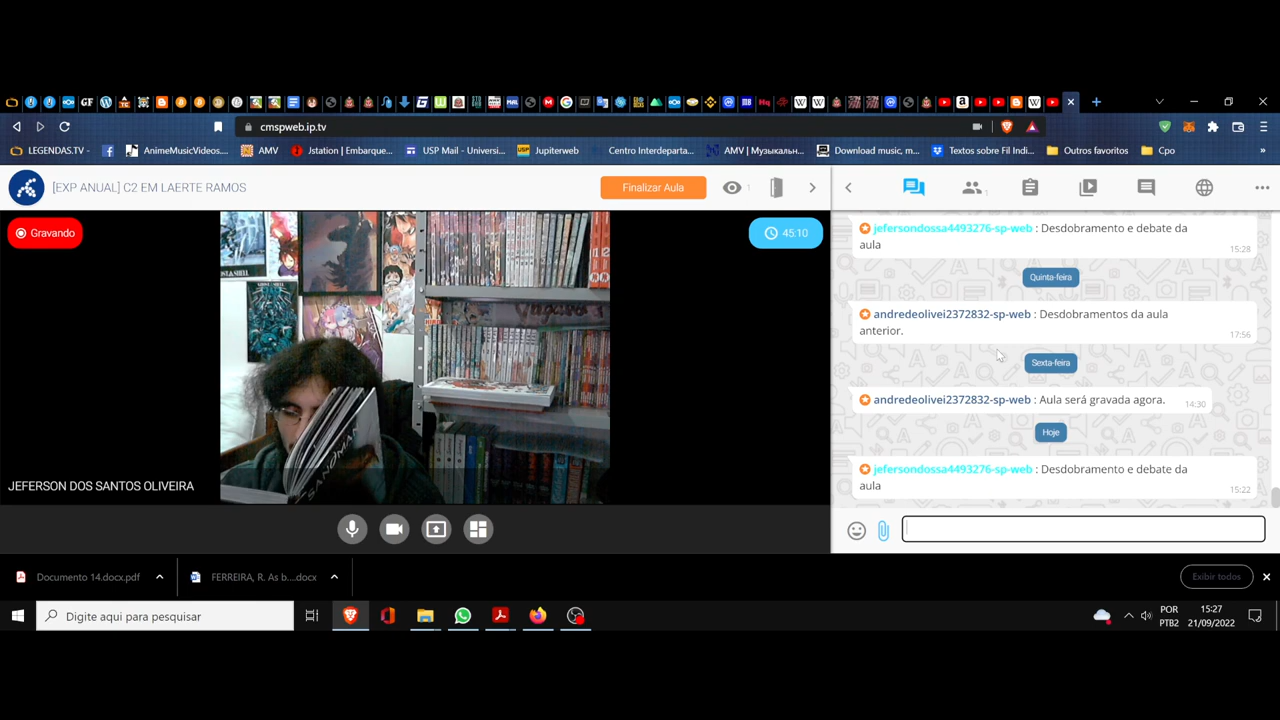 LEGENDAS.TV
AnimeMusicVideos....
AMV
Jstation | Embarque...
USP Mail - Universi...
Jupiterweb
Centro Interdeparta...
AMV | Музыкальн...
Download music, m...
Textos sobre Fil Indi...
Outros favoritos
Cpo
cmspweb.ip.tv
[EXP ANUAL] C2 EM LAERTE RAMOS
Finalizar Aula
1
1
Gravando
45:10
JEFERSON DOS SANTOS OLIVEIRA
jefersondossa4493276-sp-web : Desdobramento e debate da
aula
15:28
Quinta-feira
andredeolivei2372832-sp-web : Desdobramentos da aula
anterior.
17:56
Sexta-feira
andredeolivei2372832-sp-web : Aula será gravada agora.
14:30
Hoje
jefersondossa4493276-sp-web : Desdobramento e debate da
aula
15:22
Documento 14.docx.pdf
FERREIRA, R. As b....docx
Exibir todos
Digite aqui para pesquisar
POR
PTB2
15:27
21/09/2022